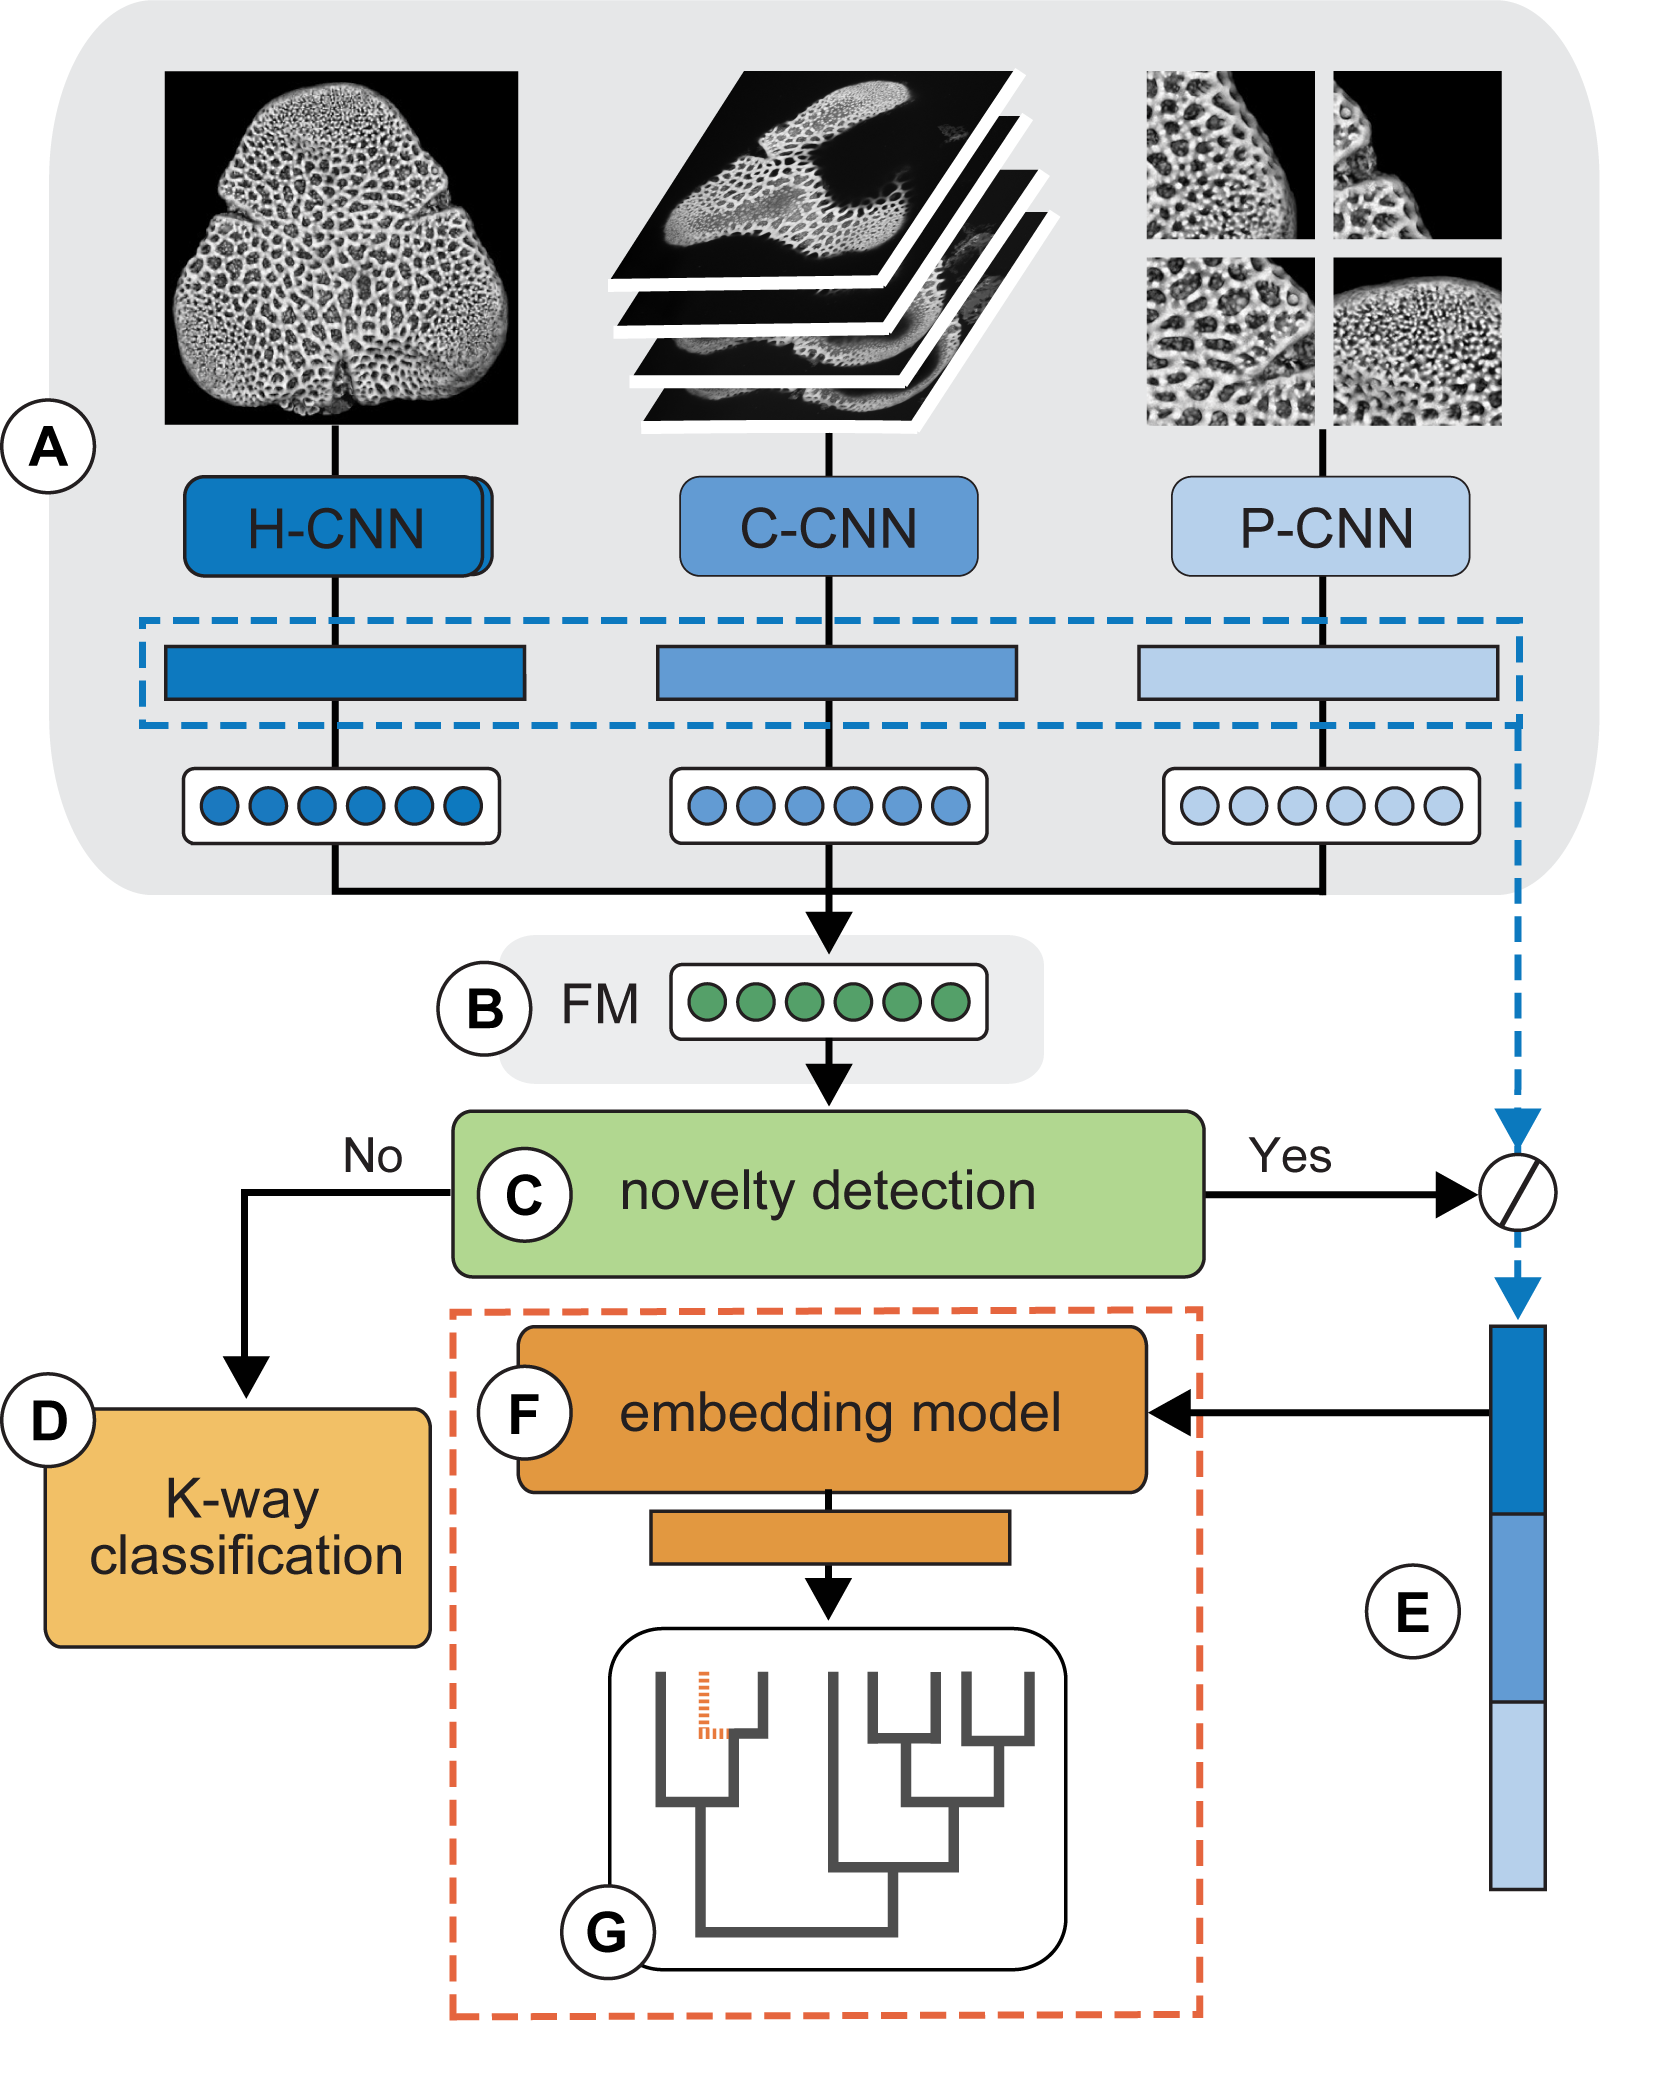 A
H-CNN
C-CNN
P-CNN
B
FM
No
C
novelty detection
Yes
D
K-way
classification
F
embedding model
E
G